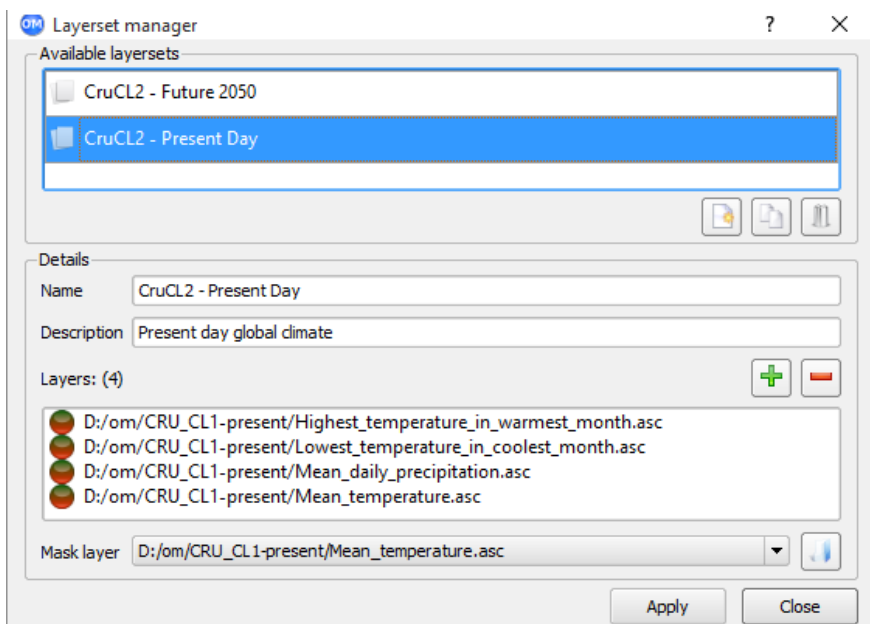 OM Layerset manager ?
Available layersets
CruCL2 - Future 2050
CruCL2 - Present Day
Details
Name CruCL2 - Present Day
Description Present day global climate
Layers: (4)
D:/om/CRU_CL1-present/Highest_temperature_in_warmest_month.asc
D:/om/CRU_CL1-present/Lowest_temperature_in_coolest_month.asc
D:/om/CRU_CL1-present/Mean_daily_precipitation.asc
D:/om/CRU_CL1-present/Mean_temperature.asc
Mask layer D:/om/CRU_CL1-present/Mean_temperature.asc
Apply Close